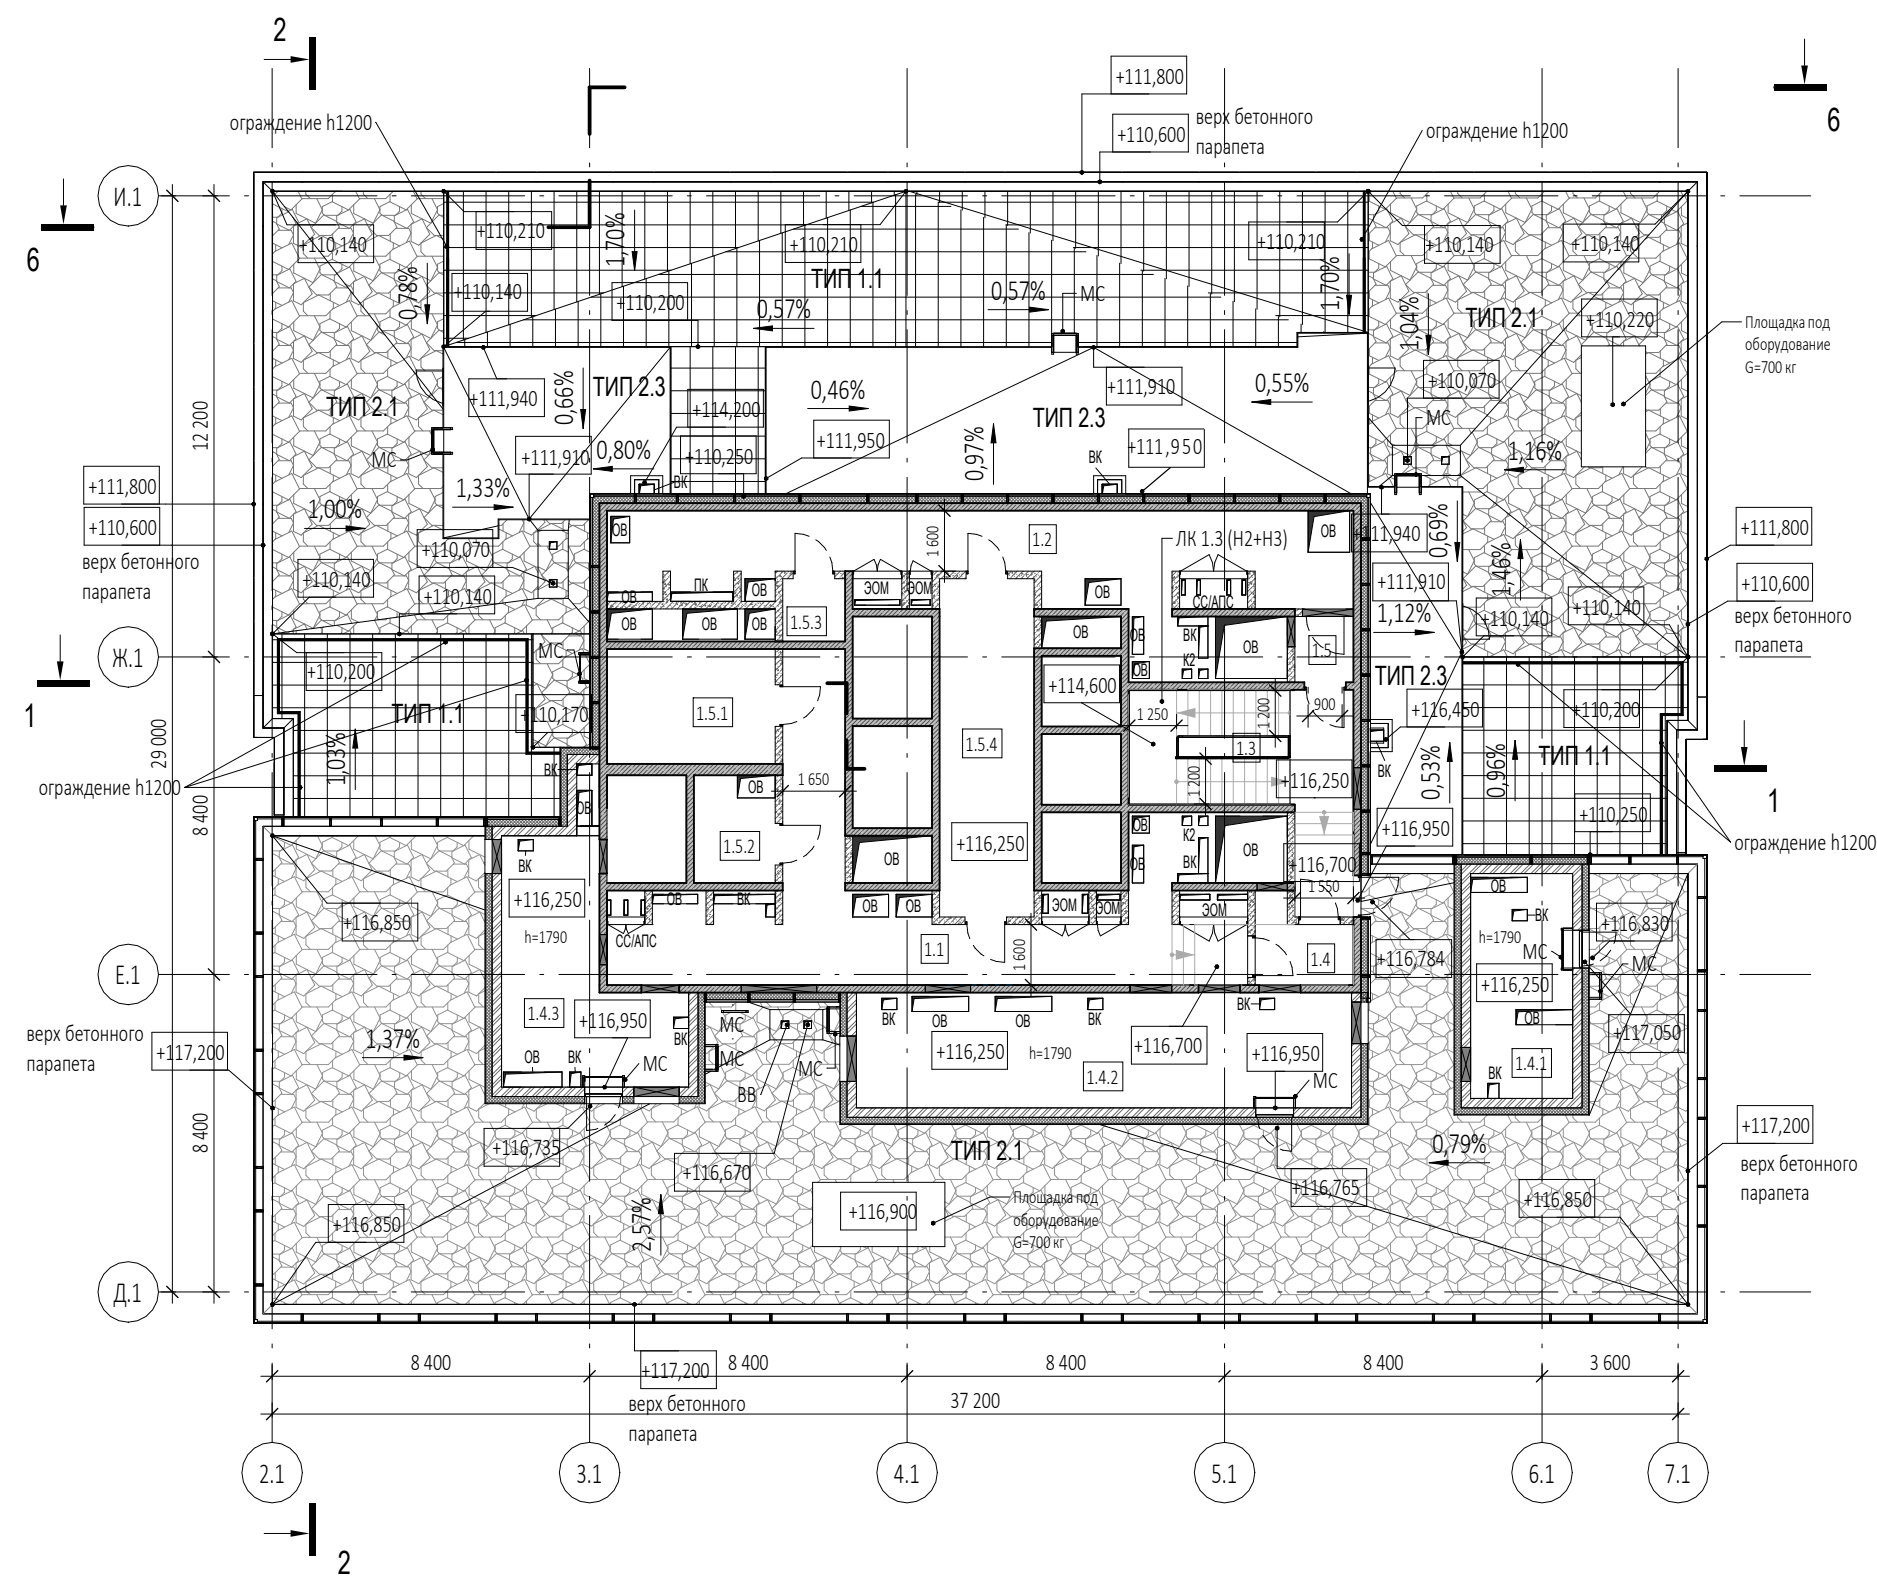 2
6
+111,800
+110,600
верх бетонного
парапета
ограждение h1200
ограждение h1200
И.1
6
+110,140
+110,210
1,70%
+110,210
+110,210
+110,140
+110,140
0,78%
+110,140
+110,200
ТИП 1.1
0,57%
0,57%
МС
1,70%
1,04%
ТИП 2.1
+110,220
Площадка под
оборудование
G=700 кг
ТИП 2.1
+111,940
0,66%
ТИП 2.3
+114,200
0,46%
+111,910
0,55%
+110,070
МС
ТИП 2.3
12 200
МС
+111,910
0,80%
+110,250
+111,950
0,97%
ВК
+111,950
1,16%
+111,800
+110,600
верх бетонного
парапета
1,33%
ВК
1,00%
+110,070
+110,140
+110,140
ОВ
1 600
1.2
ЛК 1.3 (Н2+Н3)
ОВ
+111,940
0,69%
1,46%
+111,800
+110,600
верх бетонного
парапета
+111,910
1,12%
+110,140
+110,140
ОВ
ПК
ОВ
ЭОМ
ЭОМ
ОВ
СС/АПС
ОВ
ОВ
ОВ
1.5.3
ОВ
ОВ
ВК
ОВ
1.5
Ж.1
1
МС
+110,200
ТИП 1.1
+110,170
1,03%
ограждение h1200
29 000
8 400
ВК
ОВ
1.5.1
1.5.4
ОВ
К2
+114,600
1 250
1 200
900
1.3
1 200
+116,250
ТИП 2.3
+116,450
ВК
0,53%
+116,950
+110,200
ТИП 1.1
0,96%
+110,250
1
ограждение h1200
ОВ
1 650
1.5.2
ОВ
+116,250
ОВ
ОВ
К2
ВК
ОВ
+116,700
1 550
ВК
+116,250
h=1790
+116,850
ОВ
ВК
СС/АПС
ОВ
ОВ
ЭОМ
ЭОМ
ЭОМ
1.1
1 600
1.4
+116,784
ОВ
ВК
h=1790
МС
+116,250
ОВ
+116,830
МС
+117,050
1.4.1
ВК
Е.1
верх бетонного
парапета
+117,200
1,37%
1.4.3
+116,950
ВК
МС
МС
МС
МС
ВВ
ОВ
ВК
ВК
ОВ
ОВ
ВК
ВК
+116,250
h=1790
1.4.2
+116,700
+116,950
МС
8 400
+116,735
+116,670
ТИП 2.1
+116,765
0,79%
+116,850
+117,200
верх бетонного
парапета
+116,850
2,57%
+116,900
Площадка под
оборудование
G=700 кг
Д.1
8 400
+117,200
верх бетонного
парапета
8 400
8 400
8 400
3 600
37 200
2.1
3.1
4.1
5.1
6.1
7.1
2